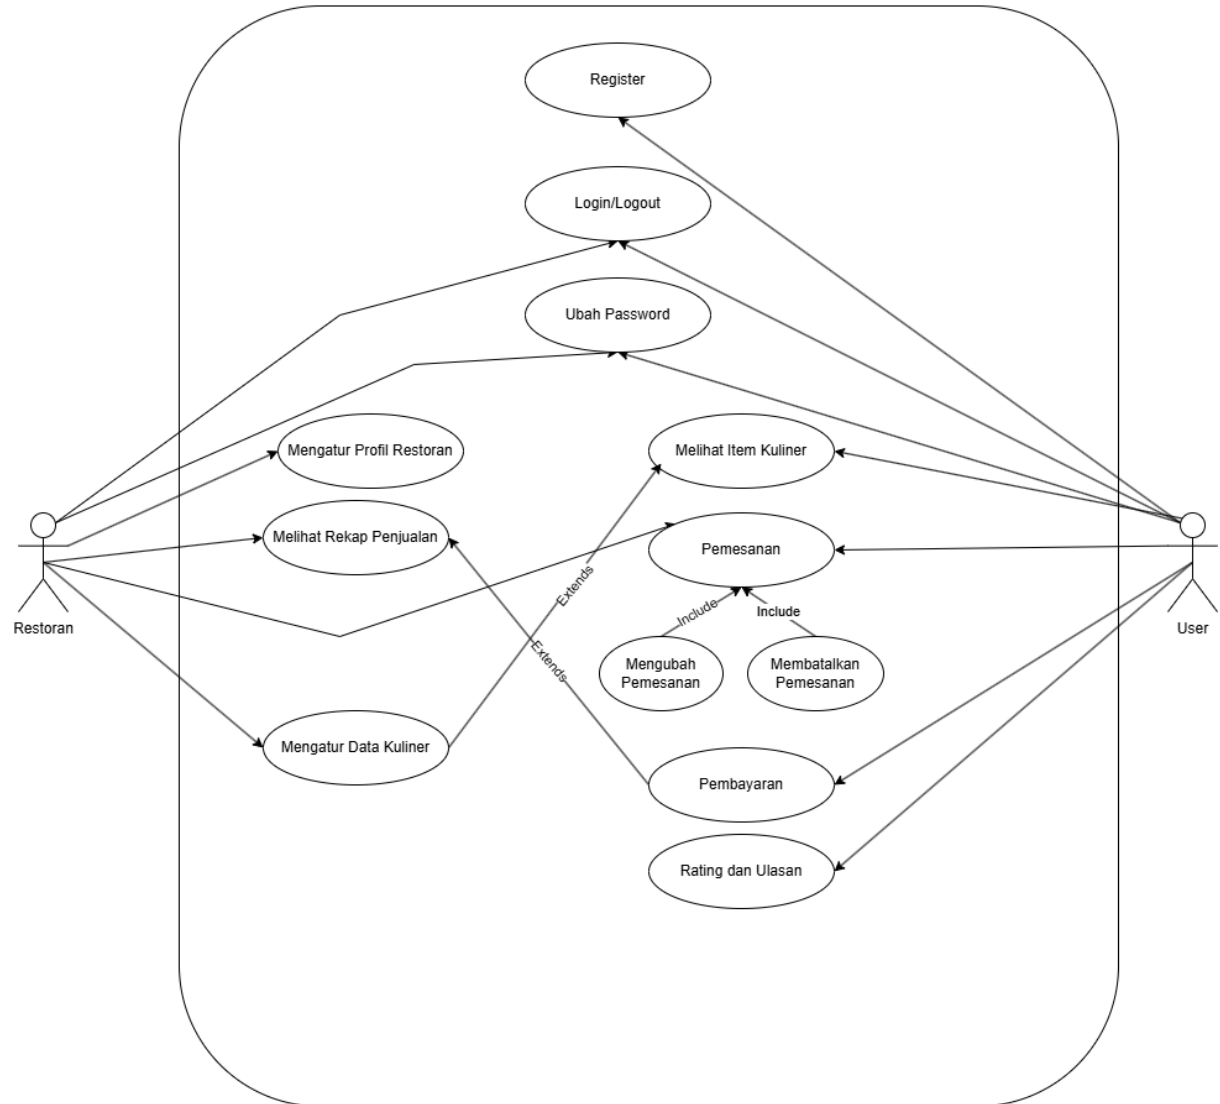 Register
Login/Logout
Ubah Password
Mengatur Profil Restoran
Melihat Item Kuliner
Melihat Rekap Penjualan
Pemesanan
Extends
Include
Include
Restoran
User
Extends
Mengubah
Pemesanan
Membatalkan
Pemesanan
Mengatur Data Kuliner
Pembayaran
Rating dan Ulasan